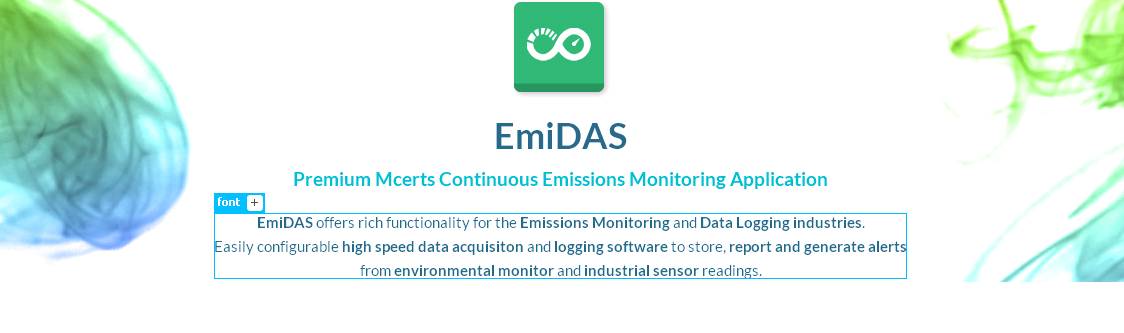 EmiDAS
Premium Mcerts Continuous Emissions Monitoring Application
font +
EmiDAS offers rich functionality for the Emissions Monitoring and Data Logging industries.
Easily configurable high speed data acquisiton and logging software to store, report and generate alerts
from environmental monitor and industrial sensor readings.